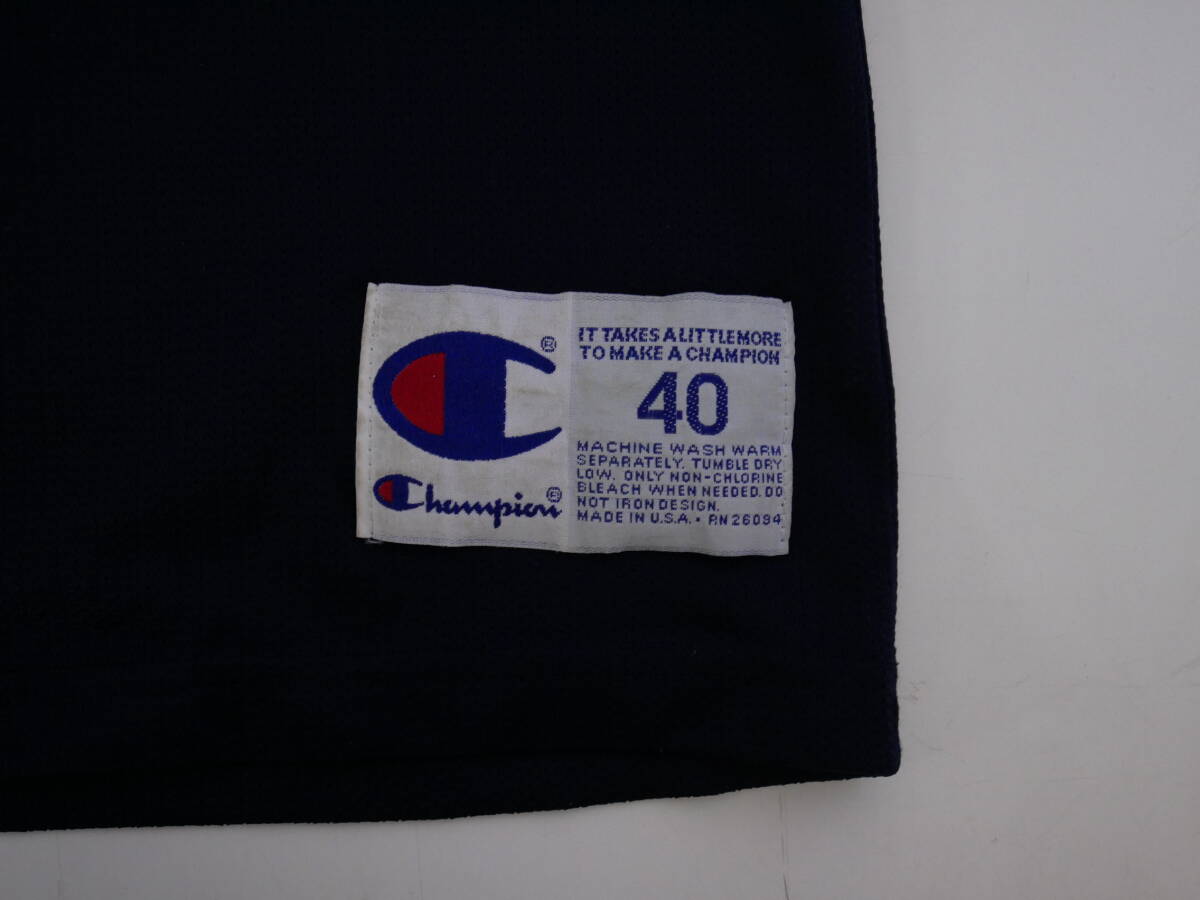 ®
Champion®
IT TAKES A LITTLE MORE
TO MAKE A CHAMPION
40
MACHINE WASH WARM
SEPARATELY. TUMBLE DRY
LOW. ONLY NON-CHLORINE
BLEACH WHEN NEEDED. DO
NOT IRON DESIGN.
MADE IN U.S.A. • RN 26094